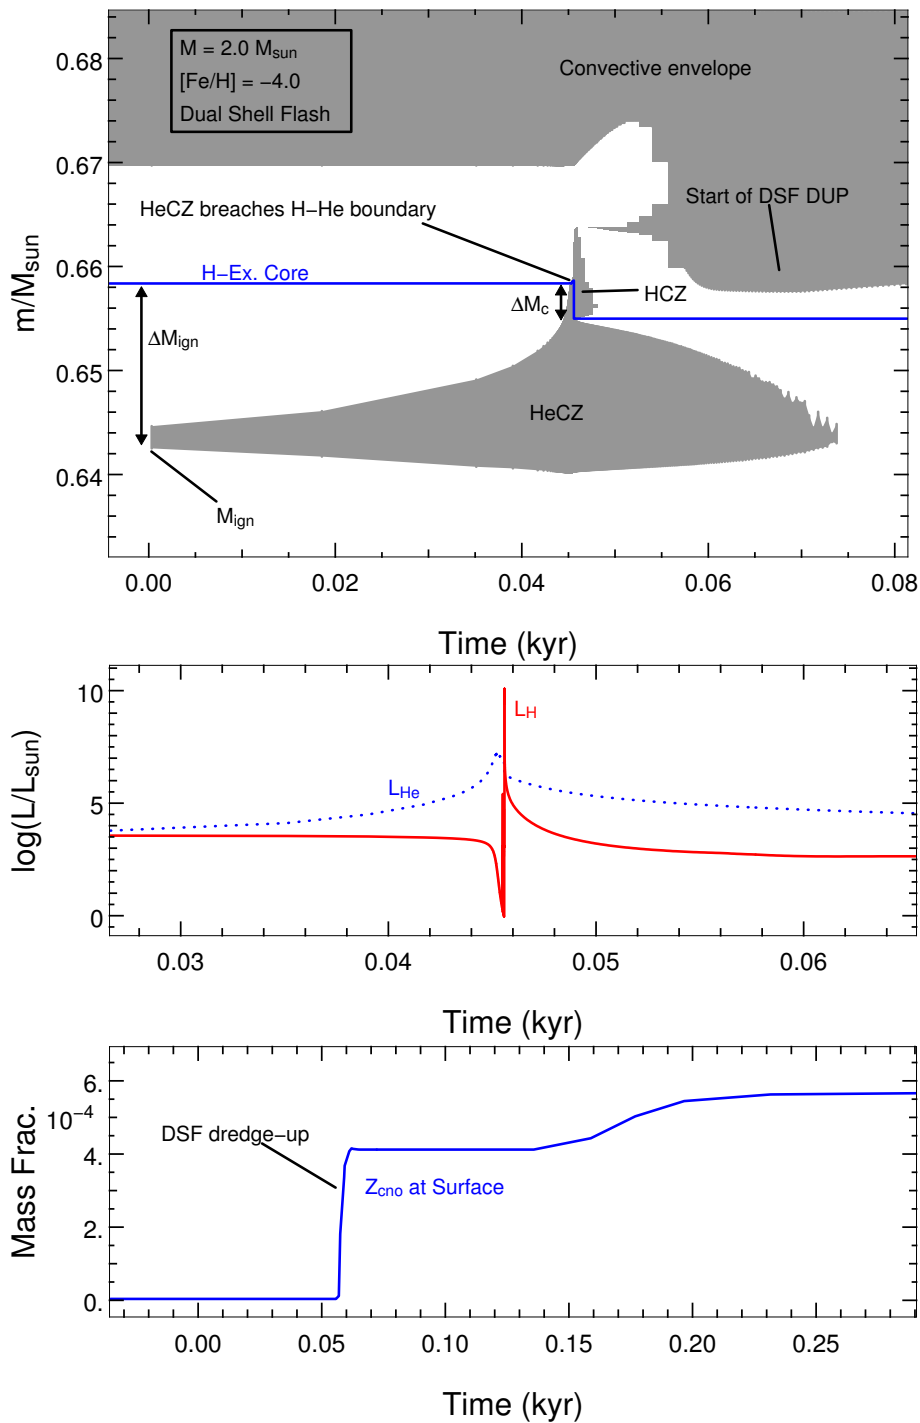 M = 2.0 Msun
[Fe/H] = −4.0
Dual Shell Flash
Convective envelope
HeCZ breaches H−He boundary
Start of DSF DUP
H−Ex. Core
HCZ
ΔMc
ΔMign
HeCZ
Mign
m/Msun
0.68
0.67
0.66
0.65
0.64
0.00 0.02 0.04 0.06 0.08
Time (kyr)
log(L/Lsun)
10
5
0
LH
LHe
0.03 0.04 0.05 0.06
Time (kyr)
Mass Frac.
6.
10−4
4.
2.
0.
DSF dredge−up
Zcno at Surface
0.00 0.05 0.10 0.15 0.20 0.25
Time (kyr)